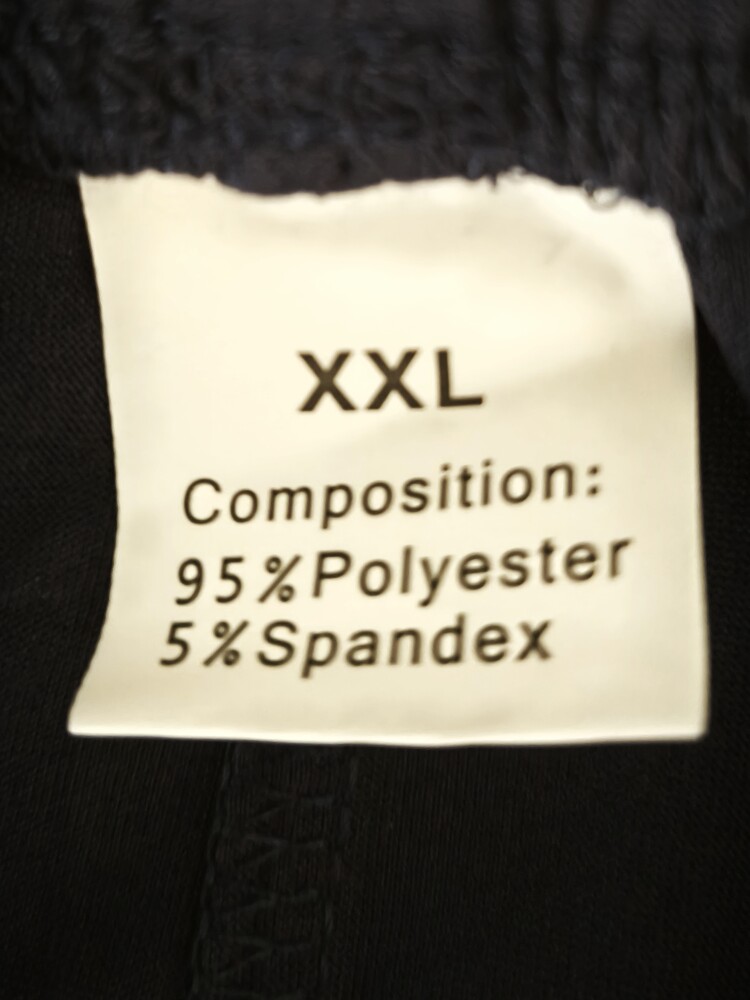 XXL
Composition:
95%Polyester
5%Spandex